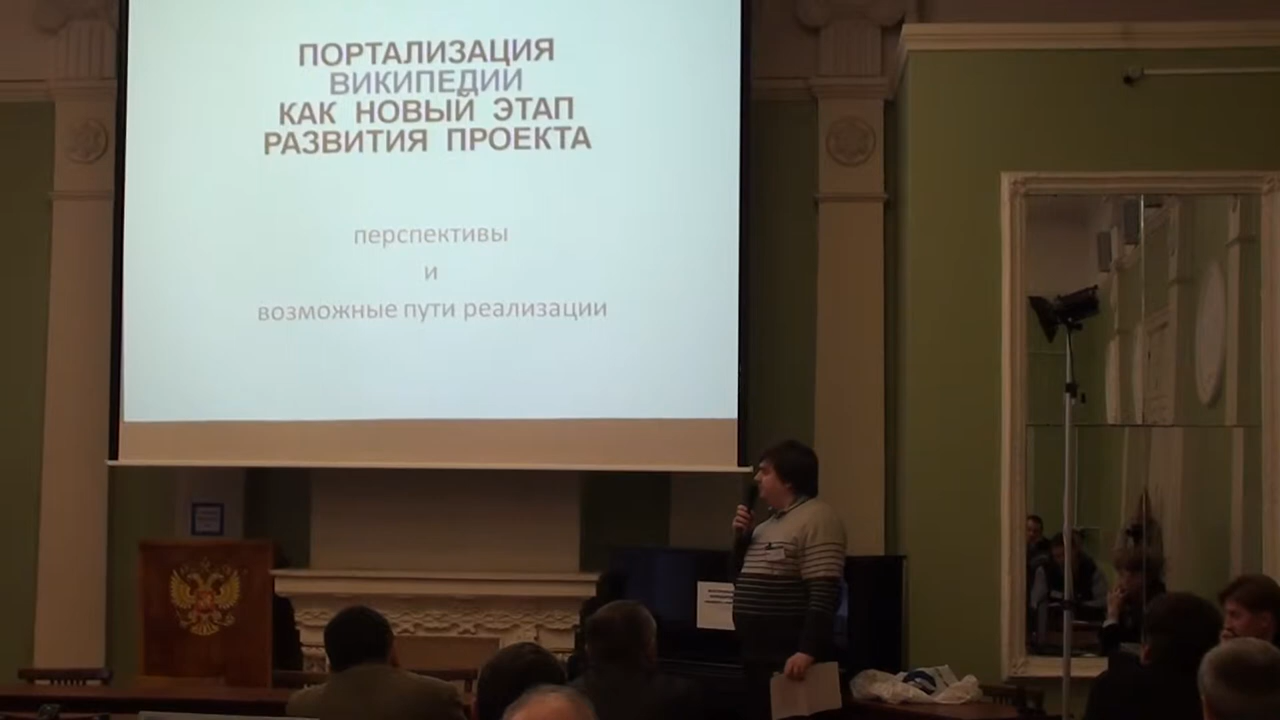 ПОРТАЛИЗАЦИЯ
ВИКИПЕДИИ
КАК НОВЫЙ ЭТАП
РАЗВИТИЯ ПРОЕКТА
перспективы
и
возможные пути реализации